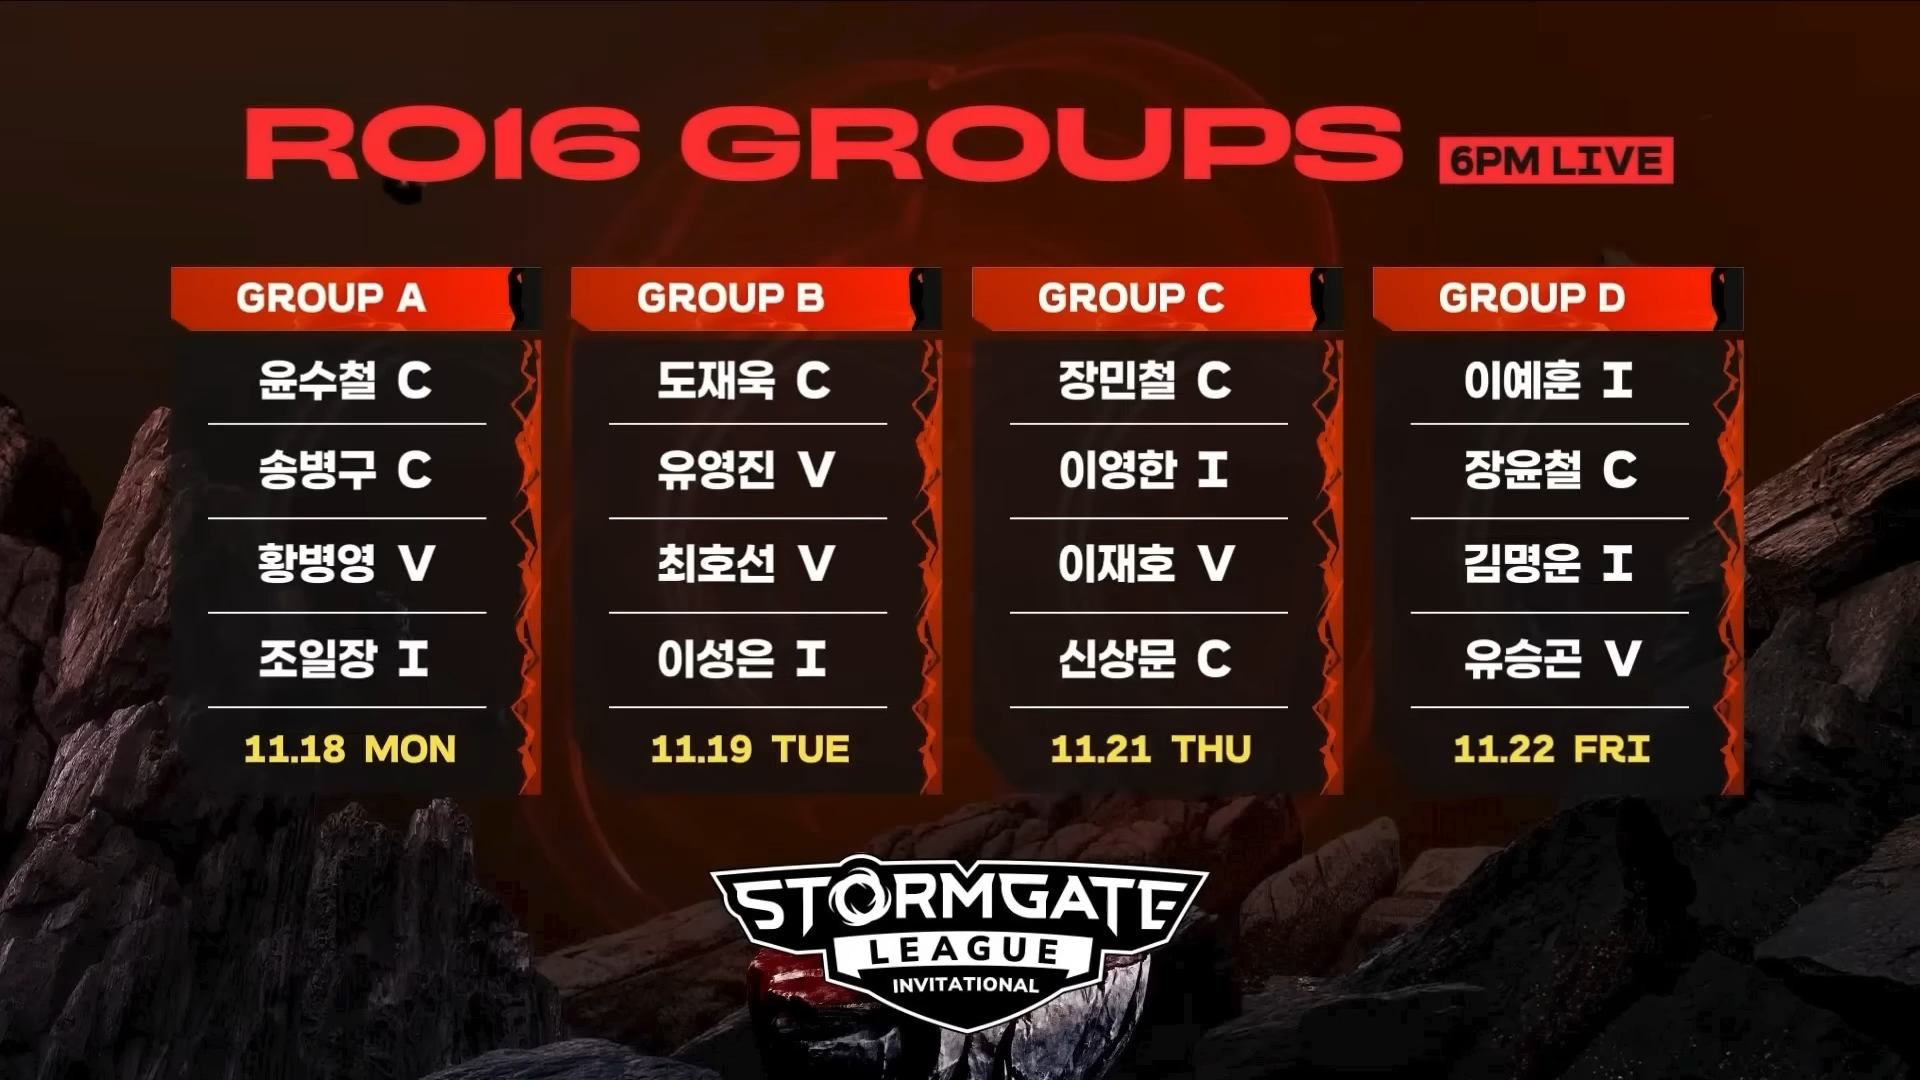 RO16 GROUPS 6PM LIVE
GROUP A
윤수철 C
송병구 C
황병영 V
조일장 I
11.18 MON
GROUP B
도재욱 C
유영진 V
최호선 V
이성은 I
11.19 TUE
GROUP C
장민철 C
이영한 I
이재호 V
신상문 C
11.21 THU
GROUP D
이예훈 I
장윤철 C
김명운 I
유승곤 V
11.22 FRI
STORMGATE
LEAGUE
INVITATIONAL